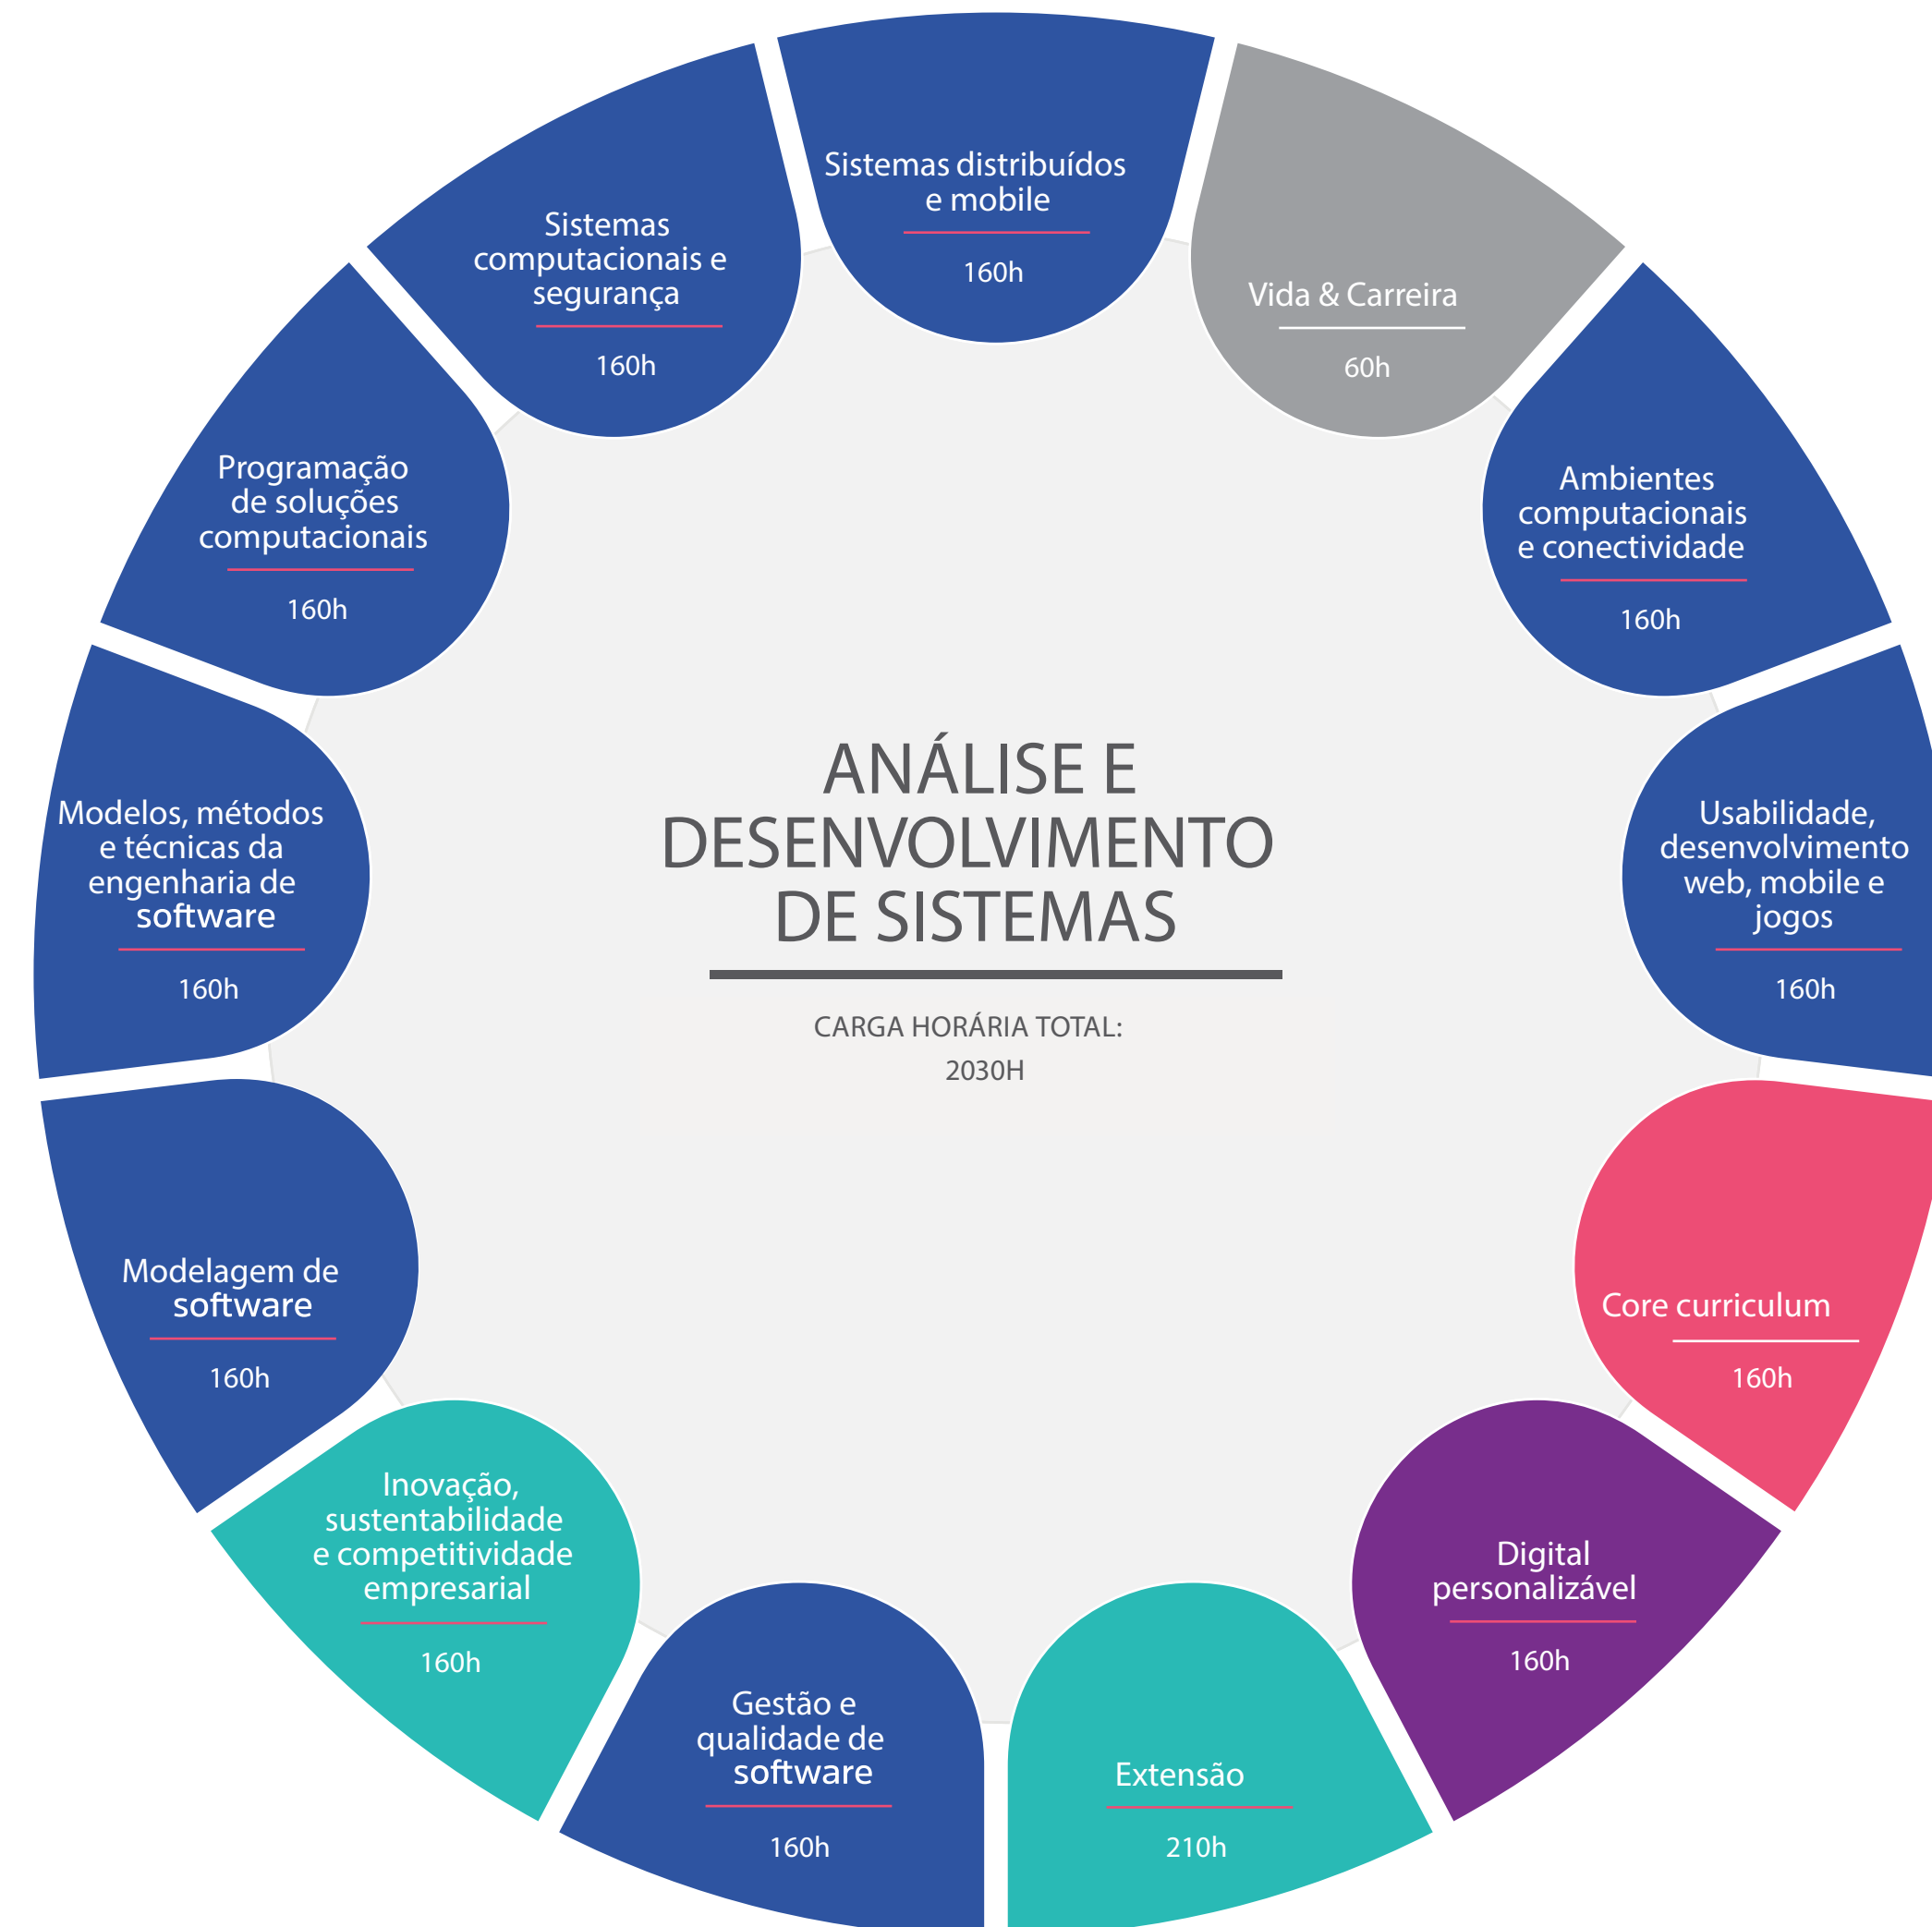 Sistemas distribuídos
e mobile
160h
Vida & Carreira
60h
Ambientes
computacionais
e conectividade
160h
Usabilidade,
desenvolvimento
web, mobile e
jogos
160h
Core curriculum
160h
Digital
personalizável
160h
Extensão
210h
Gestão e
qualidade de
software
160h
Inovação,
sustentabilidade
e competitividade
empresarial
160h
Modelagem de
software
160h
Modelos, métodos
e técnicas da
engenharia de
software
160h
Programação
de soluções
computacionais
160h
Sistemas
computacionais e
segurança
160h
ANÁLISE E
DESENVOLVIMENTO
DE SISTEMAS
CARGA HORÁRIA TOTAL:
2030H